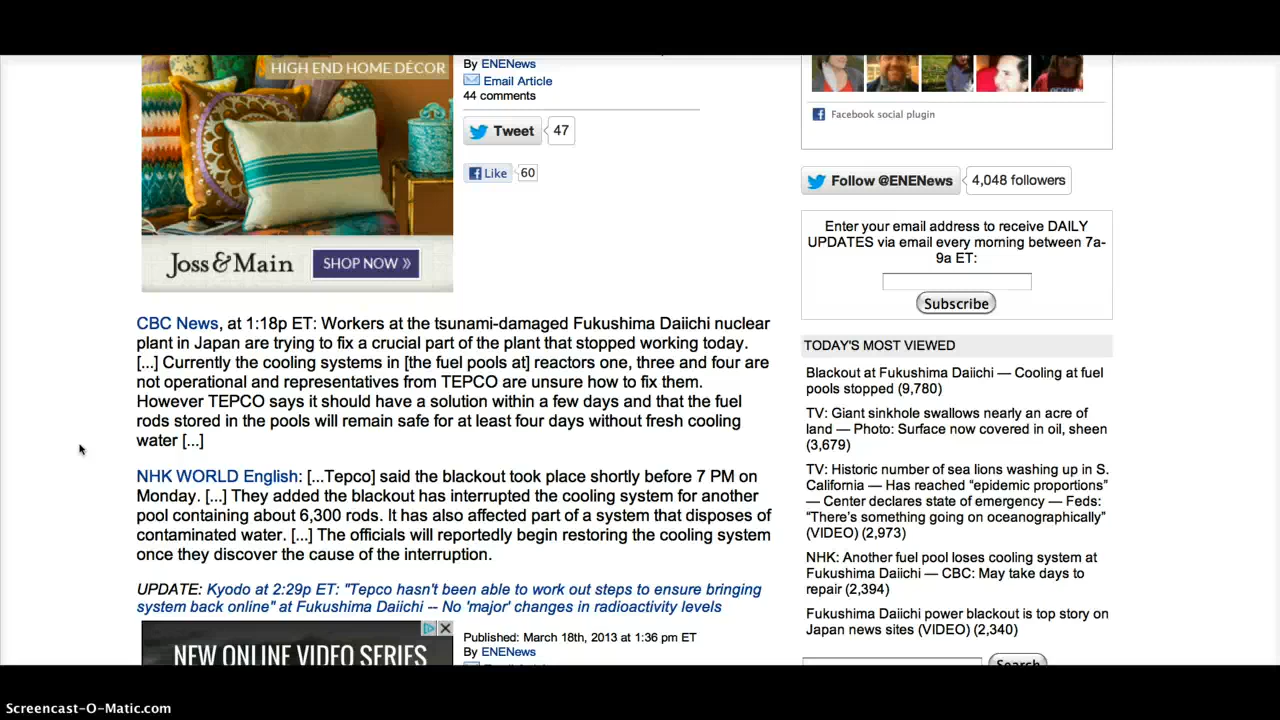 HIGH END HOME DÉCOR
Joss&Main
SHOP NOW »
By ENENews
Email Article
44 comments
Tweet 47
Like 60
CBC News, at 1:18p ET: Workers at the tsunami-damaged Fukushima Daiichi nuclear
plant in Japan are trying to fix a crucial part of the plant that stopped working today.
[...] Currently the cooling systems in [the fuel pools at] reactors one, three and four are
not operational and representatives from TEPCO are unsure how to fix them.
However TEPCO says it should have a solution within a few days and that the fuel
rods stored in the pools will remain safe for at least four days without fresh cooling
water [...]
NHK WORLD English: [...Tepco] said the blackout took place shortly before 7 PM on
Monday. [...] They added the blackout has interrupted the cooling system for another
pool containing about 6,300 rods. It has also affected part of a system that disposes of
contaminated water. [...] The officials will reportedly begin restoring the cooling system
once they discover the cause of the interruption.
UPDATE: Kyodo at 2:29p ET: "Tepco hasn't been able to work out steps to ensure bringing
system back online" at Fukushima Daiichi -- No 'major' changes in radioactivity levels
NEW ONLINE VIDEO SERIES
Published: March 18th, 2013 at 1:36 pm ET
By ENENews
Facebook social plugin
Follow @ENENews 4,048 followers
Enter your email address to receive DAILY
UPDATES via email every morning between 7a-
9a ET:
Subscribe
TODAY'S MOST VIEWED
Blackout at Fukushima Daiichi — Cooling at fuel
pools stopped (9,780)
TV: Giant sinkhole swallows nearly an acre of
land — Photo: Surface now covered in oil, sheen
(3,679)
TV: Historic number of sea lions washing up in S.
California — Has reached “epidemic proportions”
— Center declares state of emergency — Feds:
“There’s something going on oceanographically”
(VIDEO) (2,973)
NHK: Another fuel pool loses cooling system at
Fukushima Daiichi — CBC: May take days to
repair (2,394)
Fukushima Daiichi power blackout is top story on
Japan news sites (VIDEO) (2,340)
Search
Screencast-O-Matic.com